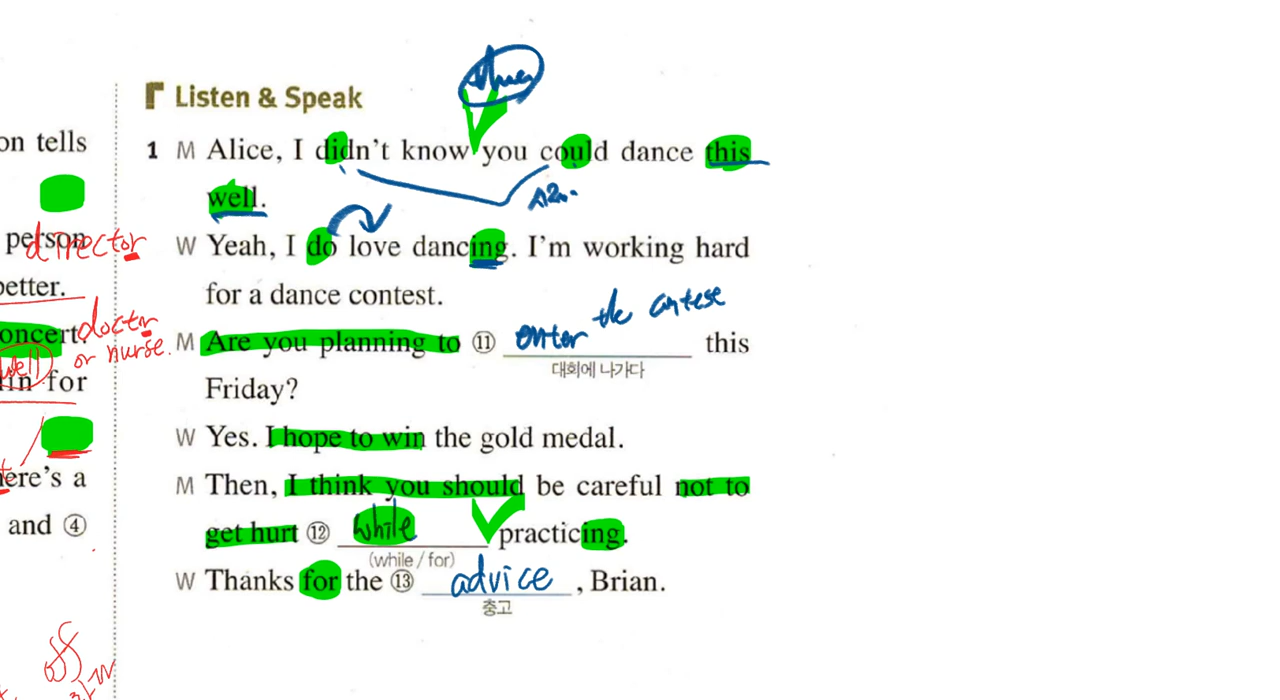 Listen & Speak
on tells
1 M Alice, I didn't know you could dance this
well.
person
director
W Yeah, I do love dancing. I'm working hard
etter.
for a dance contest.
the
oncert.
doctor
or nurse.
M Are you planning to ⑪ enter this
대회에 나가다
well
in for
Friday?
W Yes. I hope to win the gold medal.
ere's a
M Then, I think you should be careful not to
and ④
get hurt ⑫ while practicing.
(while / for)
W Thanks for the ⑬ advice, Brian.
충고